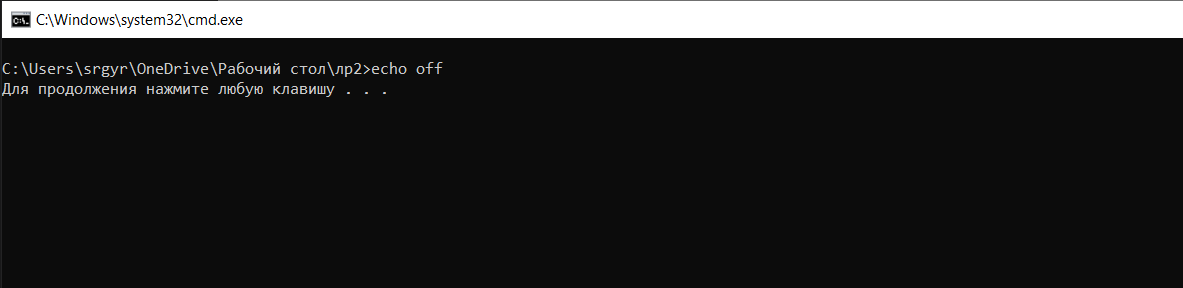 C:\Windows\system32\cmd.exe
C:\Users\srgyr\OneDrive\Рабочий стол\лр2>echo off
Для продолжения нажмите любую клавишу . . .